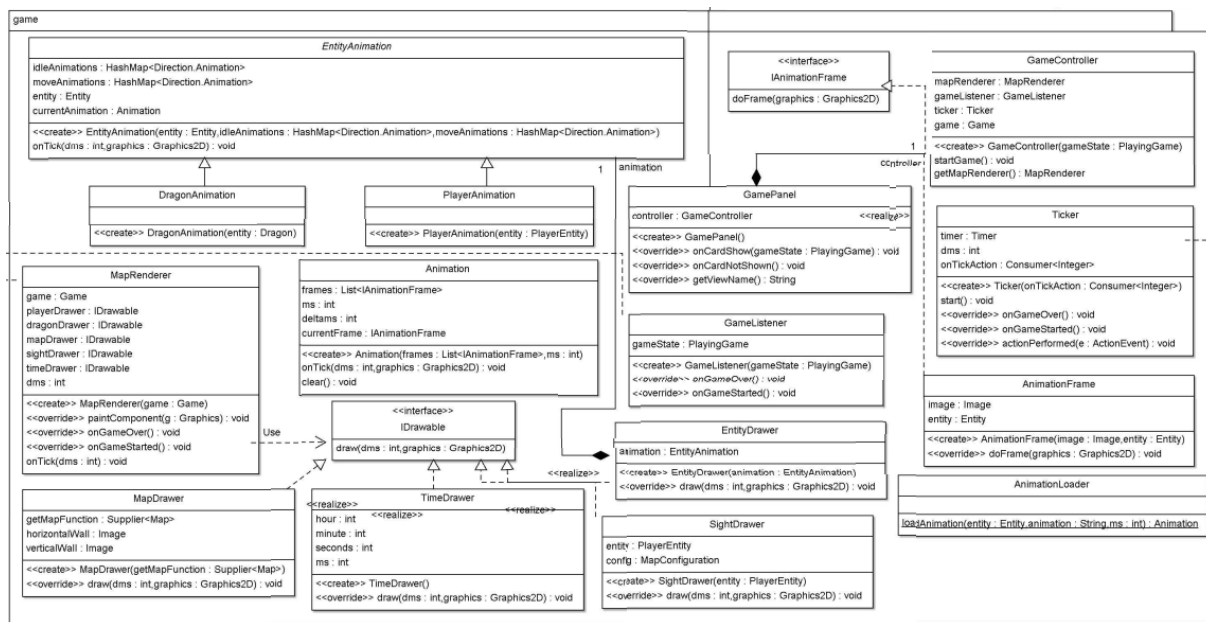 game
EntityAnimation
idleAnimations : HashMap<Direction.Animation>
moveAnimations : HashMap<Direction.Animation>
entity : Entity
currentAnimation : Animation
<<create>> EntityAnimation(entity : Entity,idleAnimations : HashMap<Direction.Animation>,moveAnimations : HashMap<Direction.Animation>)
onTick(dms : int,graphics : Graphics2D) : void
1
animation
<<interface>>
IAnimationFrame
doFrame(graphics : Graphics2D)
GameController
mapRenderer : MapRenderer
gameListener : GameListener
ticker : Ticker
game : Game
<<create>> GameController(gameState : PlayingGame)
startGame() : void
getMapRenderer() : MapRenderer
1
controller
DragonAnimation
<<create>> DragonAnimation(entity : Dragon)
PlayerAnimation
<<create>> PlayerAnimation(entity : PlayerEntity)
GamePanel
controller : GameController
<<realize>>
<<create>> GamePanel()
<<override>> onCardShow(gameState : PlayingGame) : void
<<override>> onCardNotShown() : void
<<override>> getViewName() : String
Ticker
timer : Timer
dms : int
onTickAction : Consumer<Integer>
<<create>> Ticker(onTickAction : Consumer<Integer>)
start() : void
<<override>> onGameOver() : void
<<override>> onGameStarted() : void
<<override>> actionPerformed(e : ActionEvent) : void
MapRenderer
game : Game
playerDrawer : IDrawable
dragonDrawer : IDrawable
mapDrawer : IDrawable
sightDrawer : IDrawable
timeDrawer : IDrawable
dms : int
<<create>> MapRenderer(game : Game)
<<override>> paintComponent(g : Graphics) : void
<<override>> onGameOver() : void
<<override>> onGameStarted() : void
onTick(dms : int) : void
Use
Animation
frames : List<IAnimationFrame>
ms : int
deltams : int
currentFrame : IAnimationFrame
<<create>> Animation(frames : List<IAnimationFrame>,ms : int)
onTick(dms : int,graphics : Graphics2D) : void
clear() : void
GameListener
gameState : PlayingGame
<<create>> GameListener(gameState : PlayingGame)
<<override>> onGameOver() : void
<<override>> onGameStarted() : void
<<interface>>
IDrawable
draw(dms : int,graphics : Graphics2D)
EntityDrawer
animation : EntityAnimation
<<create>> EntityDrawer(animation : EntityAnimation)
<<override>> draw(dms : int,graphics : Graphics2D) : void
<<realize>>
AnimationFrame
image : Image
entity : Entity
<<create>> AnimationFrame(image : Image,entity : Entity)
<<override>> doFrame(graphics : Graphics2D) : void
AnimationLoader
loadAnimation(entity : Entity.animation : String,ms : int) : Animation
MapDrawer
getMapFunction : Supplier<Map>
horizontalWall : Image
verticalWall : Image
<<create>> MapDrawer(getMapFunction : Supplier<Map>)
<<override>> draw(dms : int,graphics : Graphics2D) : void
TimeDrawer
<<realize>>
<<realize>>
<<realize>>
hour : int
minute : int
seconds : int
ms : int
<<create>> TimeDrawer()
<<override>> draw(dms : int,graphics : Graphics2D) : void
SightDrawer
entity : PlayerEntity
config : MapConfiguration
<<create>> SightDrawer(entity : PlayerEntity)
<<override>> draw(dms : int,graphics : Graphics2D) : void